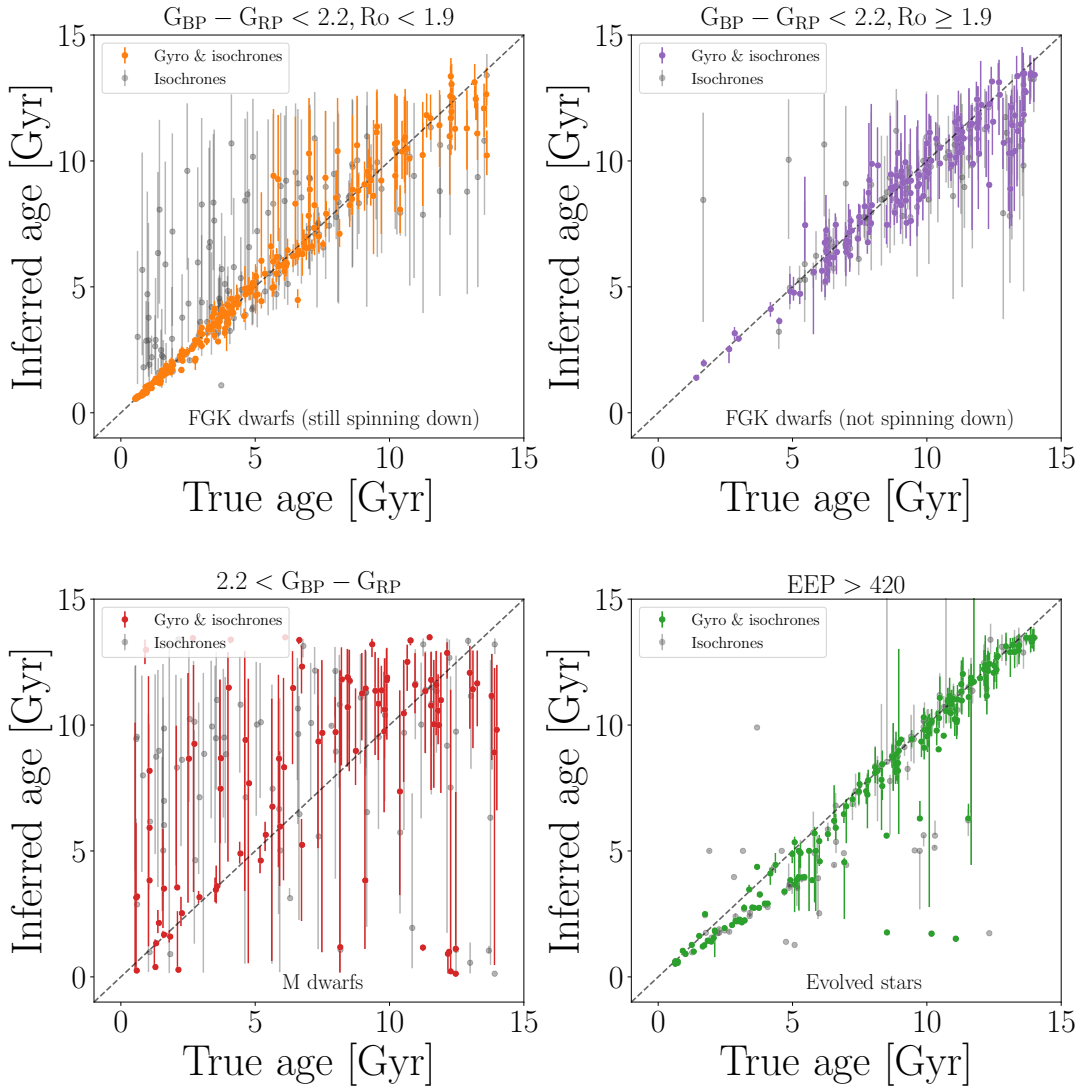 G_BP − G_RP < 2.2, Ro < 1.9
15
10
5
0
Inferred age [Gyr]
Gyro & isochrones
Isochrones
FGK dwarfs (still spinning down)
0 5 10 15
True age [Gyr]
G_BP − G_RP < 2.2, Ro ≥ 1.9
15
10
5
0
Inferred age [Gyr]
Gyro & isochrones
Isochrones
FGK dwarfs (not spinning down)
0 5 10 15
True age [Gyr]
2.2 < G_BP − G_RP
15
10
5
0
Inferred age [Gyr]
Gyro & isochrones
Isochrones
M dwarfs
0 5 10 15
True age [Gyr]
EEP > 420
15
10
5
0
Inferred age [Gyr]
Gyro & isochrones
Isochrones
Evolved stars
0 5 10 15
True age [Gyr]